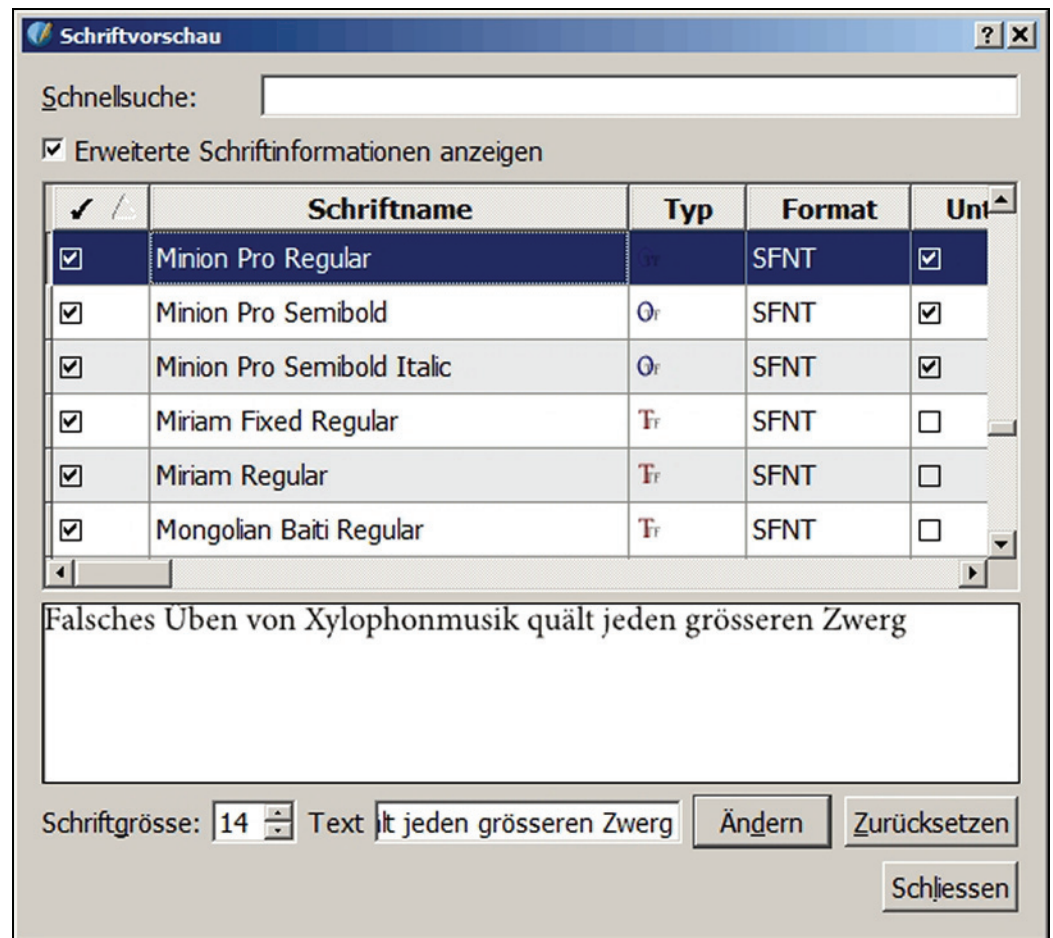 Schriftvorschau
Schnellsuche:
Erweiterte Schriftinformationen anzeigen
Schriftname Typ Format Unt
Minion Pro Regular SFNT
Minion Pro Semibold SFNT
Minion Pro Semibold Italic SFNT
Miriam Fixed Regular SFNT
Miriam Regular SFNT
Mongolian Baiti Regular SFNT
Falsches Üben von Xylophonmusik quält jeden grösseren Zwerg
Schriftgrösse: 14 Text lt jeden grösseren Zwerg Ändern Zurücksetzen
Schliessen